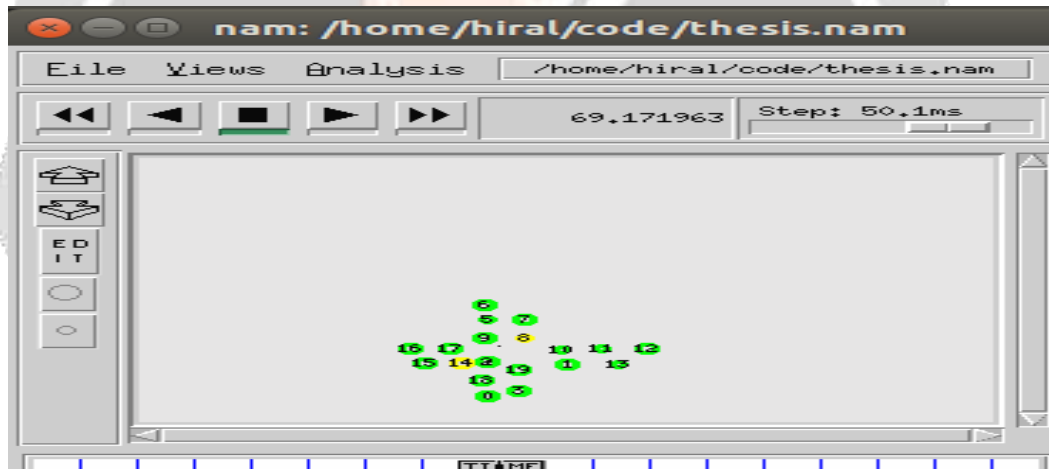 nam: /home/hiral/code/thesis.nam
File Views Analysis /home/hiral/code/thesis.nam
69.171963 Step: 50.1ms
ED
IT
6
5 7
9 8
16 17 10 11 12
15 14 2 19 1 13
18
0 3
TIME